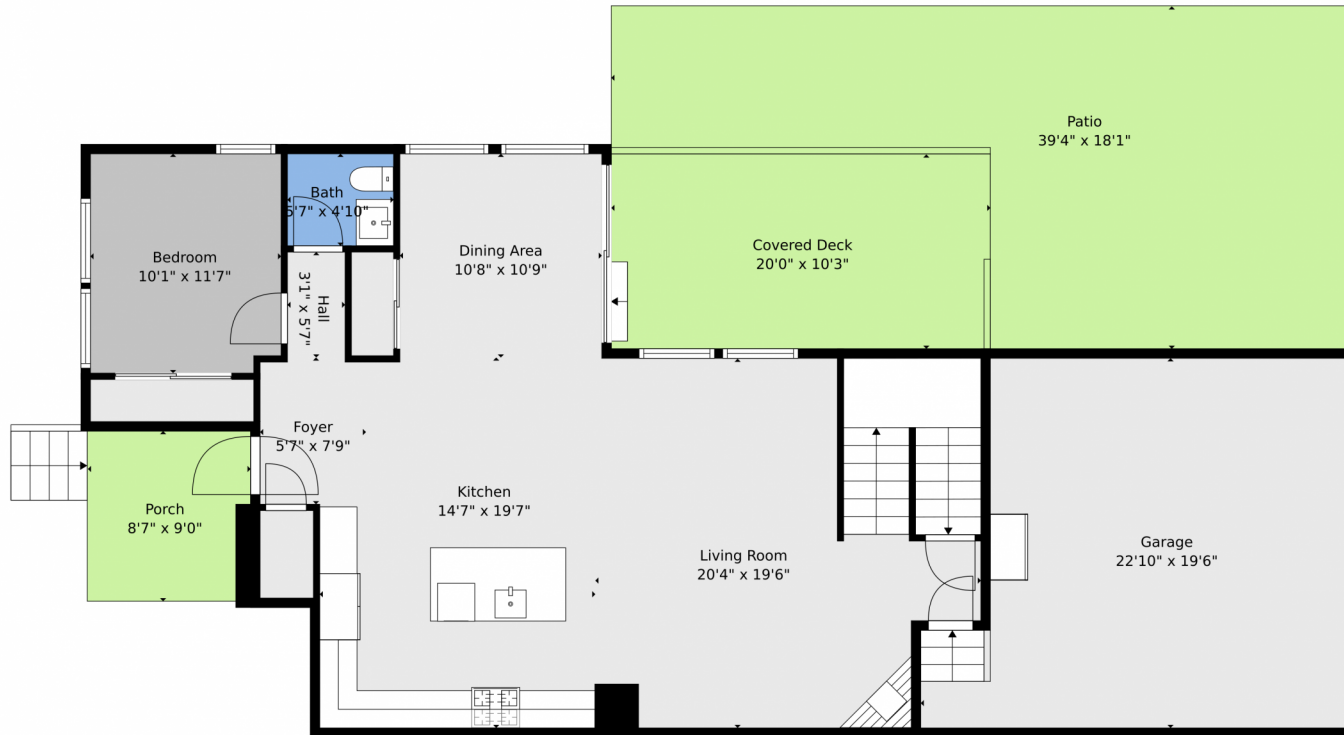 Patio
39'4" x 18'1"
Bath
5'7" x 4'10"
Covered Deck
20'0" x 10'3"
Dining Area
10'8" x 10'9"
Bedroom
10'1" x 11'7"
Hall
3'1" x 5'7"
Foyer
5'7" x 7'9"
Kitchen
14'7" x 19'7"
Porch
8'7" x 9'0"
Living Room
20'4" x 19'6"
Garage
22'10" x 19'6"